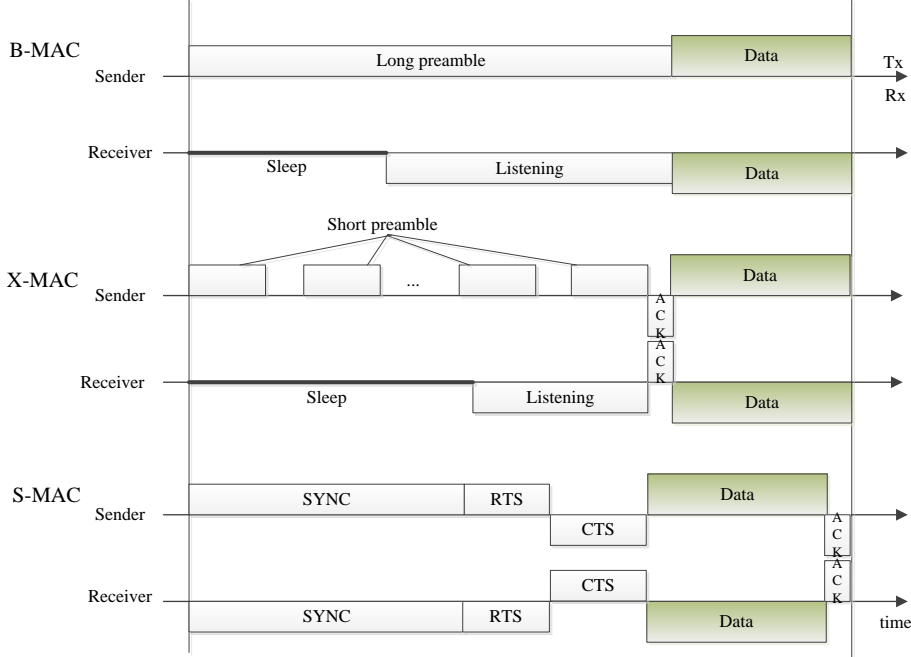 B-MAC
Long preamble
Data
Tx
Sender
Rx
Receiver
Sleep
Listening
Data
Short preamble
X-MAC
...
Data
Sender
A
C
K
A
C
K
Receiver
Sleep
Listening
Data
S-MAC
SYNC
RTS
Data
Sender
CTS
A
C
K
A
C
K
Receiver
CTS
SYNC
RTS
Data
time